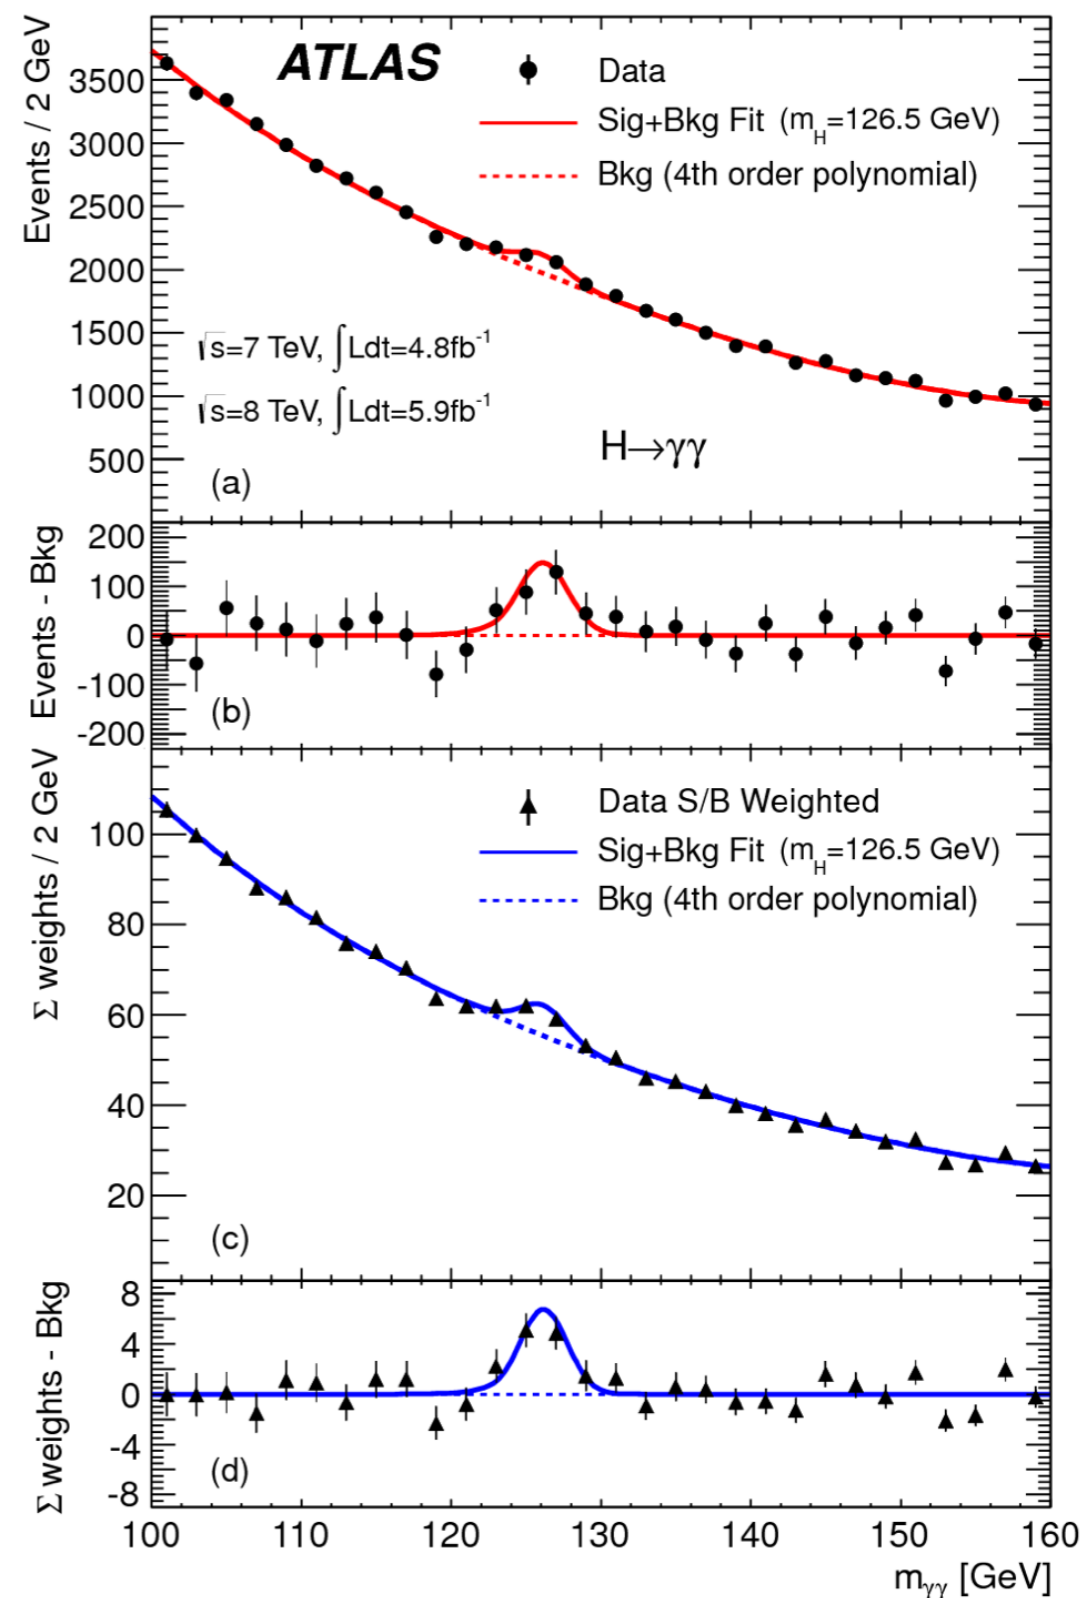 ATLAS
Data
Sig+Bkg Fit (m_H=126.5 GeV)
Bkg (4th order polynomial)
Events / 2 GeV
3500
3000
2500
2000
1500
1000
500
√s=7 TeV, ∫Ldt=4.8fb⁻¹
√s=8 TeV, ∫Ldt=5.9fb⁻¹
H→γγ
(a)
Events - Bkg
200
100
0
-100
-200
(b)
Σ weights / 2 GeV
100
80
60
40
20
Data S/B Weighted
Sig+Bkg Fit (m_H=126.5 GeV)
Bkg (4th order polynomial)
(c)
Σ weights - Bkg
8
4
0
-4
-8
(d)
100 110 120 130 140 150 160
m_γγ [GeV]